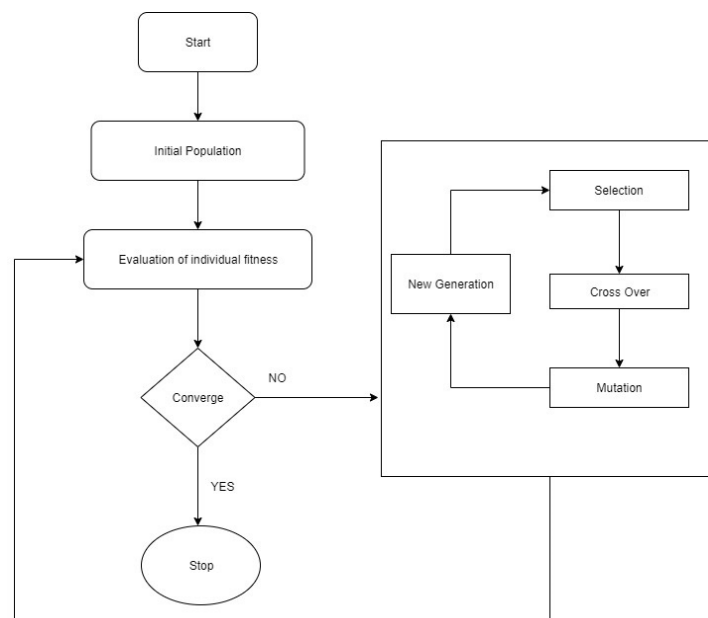 Start
Initial Population
Evaluation of individual fitness
Converge
NO
YES
Stop
Selection
New Generation
Cross Over
Mutation